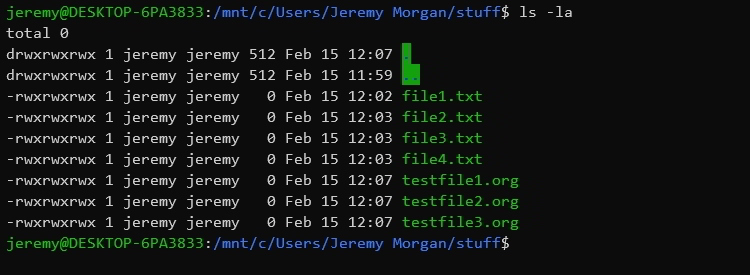 jeremy@DESKTOP-6PA3833:/mnt/c/Users/Jeremy Morgan/stuff$ ls -la
total 0
drwxrwxrwx 1 jeremy jeremy 512 Feb 15 12:07 .
drwxrwxrwx 1 jeremy jeremy 512 Feb 15 11:59 ..
-rwxrwxrwx 1 jeremy jeremy   0 Feb 15 12:02 file1.txt
-rwxrwxrwx 1 jeremy jeremy   0 Feb 15 12:03 file2.txt
-rwxrwxrwx 1 jeremy jeremy   0 Feb 15 12:03 file3.txt
-rwxrwxrwx 1 jeremy jeremy   0 Feb 15 12:03 file4.txt
-rwxrwxrwx 1 jeremy jeremy   0 Feb 15 12:07 testfile1.org
-rwxrwxrwx 1 jeremy jeremy   0 Feb 15 12:07 testfile2.org
-rwxrwxrwx 1 jeremy jeremy   0 Feb 15 12:07 testfile3.org
jeremy@DESKTOP-6PA3833:/mnt/c/Users/Jeremy Morgan/stuff$